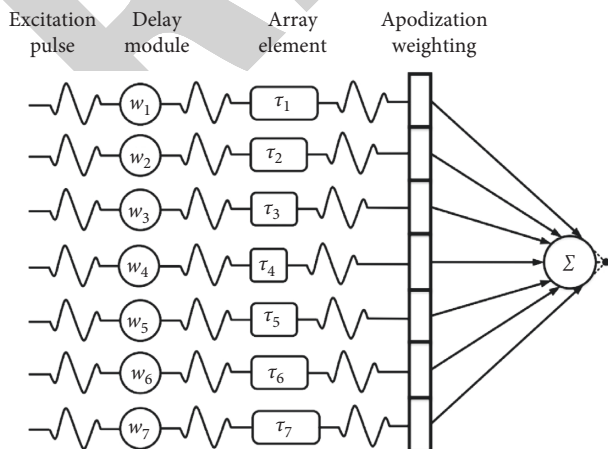 Excitation pulse
Delay module
Array element
Apodization weighting
w1
τ1
w2
τ2
w3
τ3
w4
τ4
Σ
w5
τ5
w6
τ6
w7
τ7